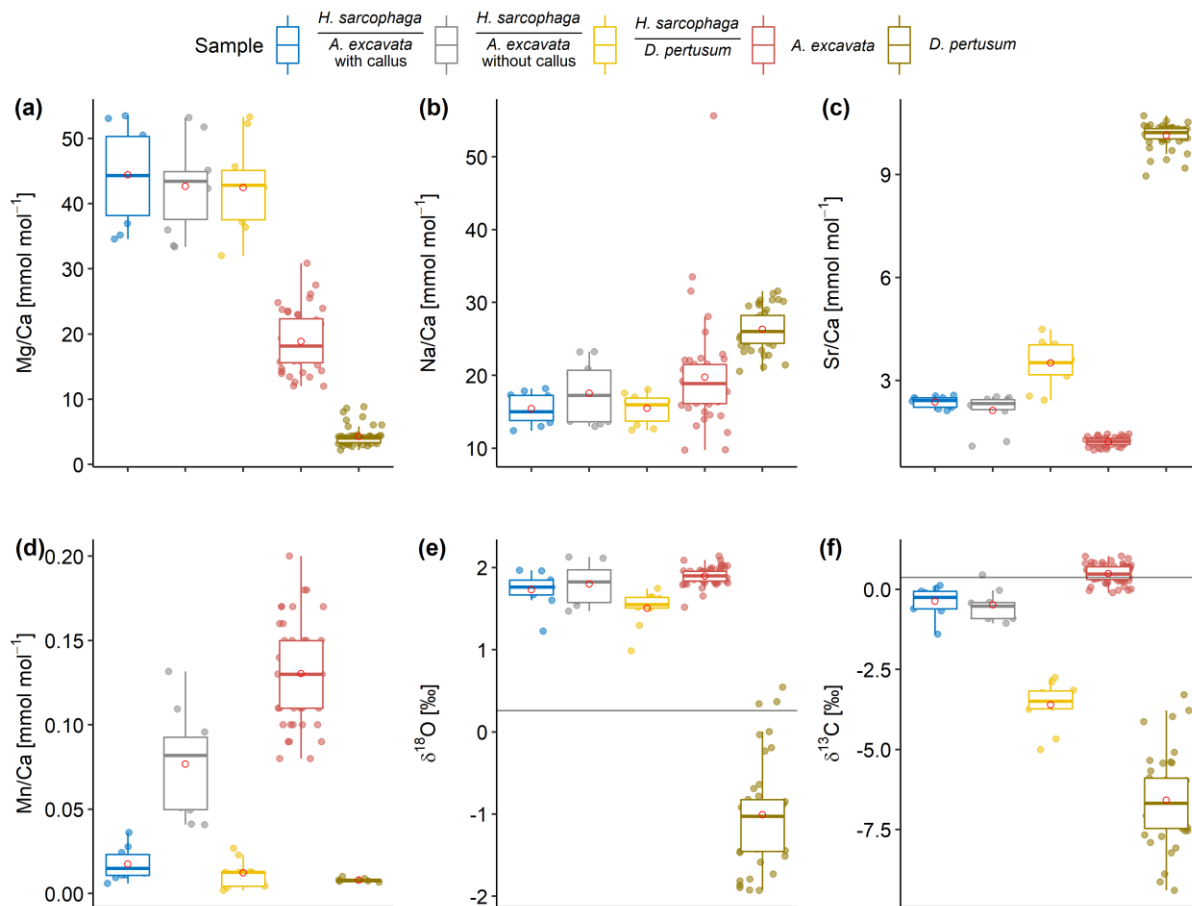 Sample
H. sarcophaga
A. excavata
with callus
H. sarcophaga
A. excavata
without callus
H. sarcophaga
D. pertusum
A. excavata
D. pertusum
(a)
Mg/Ca [mmol mol⁻¹]
50
40
30
20
10
0
(b)
Na/Ca [mmol mol⁻¹]
50
40
30
20
10
(c)
Sr/Ca [mmol mol⁻¹]
9
6
3
(d)
Mn/Ca [mmol mol⁻¹]
0.20
0.15
0.10
0.05
0.00
(e)
δ¹⁸O [‰]
2
1
0
-1
-2
(f)
δ¹³C [‰]
0.0
-2.5
-5.0
-7.5